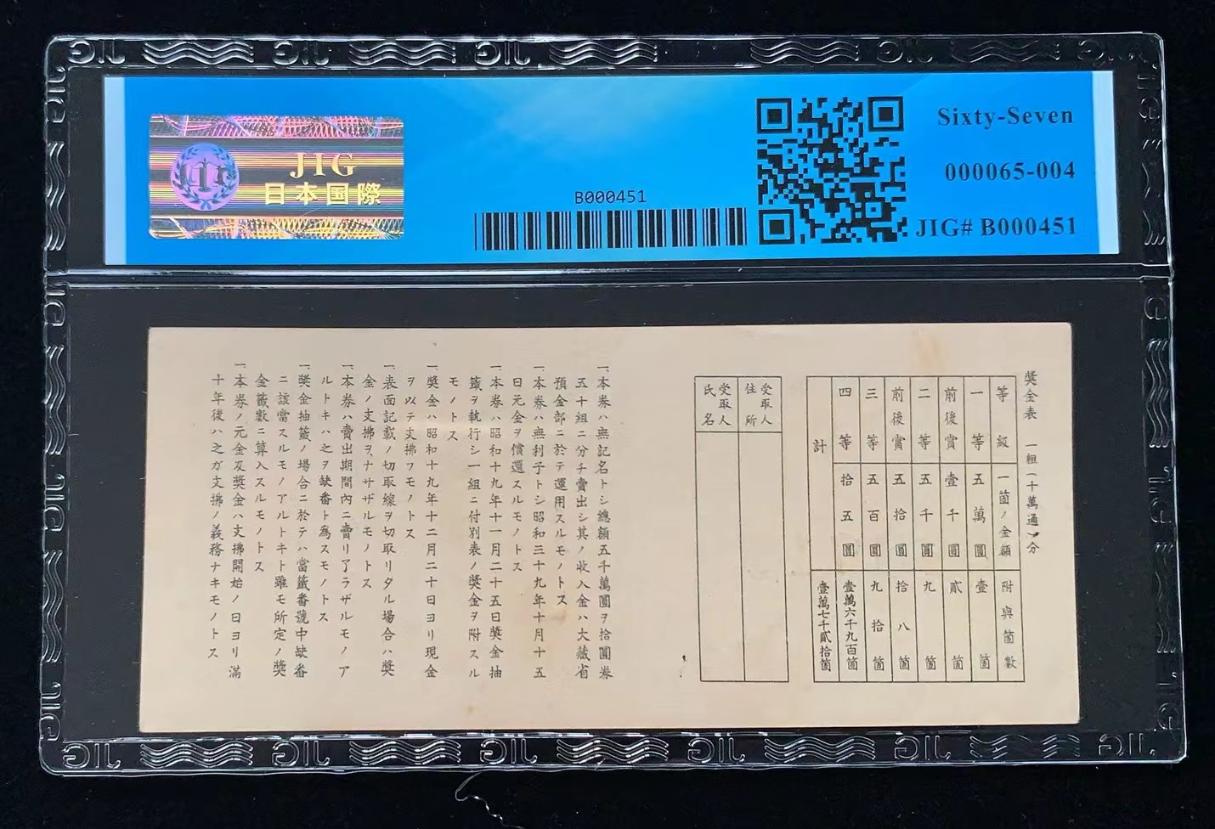 JIG
日本国際
B000451
Sixty-Seven
000065-004
JIG# B000451
奬金表 一組(十萬通)分
等級 一箇ノ金額 附與箇數
一等 五萬圓 壹箇
前後賞 壹千圓 貳箇
二等 五千圓 九箇
前後賞 五拾圓 拾八箇
三等 五百圓 九拾箇
四等 拾五圓 壹萬六千九百箇
計 壹萬七千貳拾箇
受取人住所
受取人氏名
一、本券ハ無記名トシ總額五千萬圓ヲ拾圓券
五十組ニ分チ賣出シ其ノ收入金ハ大藏省
預金部ニ於テ運用スルモノトス
一、本券ハ無利子トシ昭和三十九年十月十五
日元金ヲ償還スルモノトス
一、本券ハ昭和十九年十一月二十五日奬金抽
籤ヲ執行シ一組ニ付別表ノ奬金ヲ附スル
モノトス
一、奬金ハ昭和十九年十二月二十日ヨリ現金
ヲ以テ支拂フモノトス
一、表面記載ノ切取線ヲ切取リタル場合ハ奬
金ノ支拂ヲナサザルモノトス
一、本券ハ賣出期間內ニ賣リ了ラザルモノア
ルトキハ之ヲ缺番ト爲スモノトス
一、奬金抽籤ノ場合ニ於テハ當籤番號中缺番
ニ該當スルモノアルトキト雖モ所定ノ奬
金籤數ニ算入スルモノトス
一、本券ノ元金及奬金ハ支拂開始ノ日ヨリ滿
十年後ハ之ガ支拂ノ義務ナキモノトス